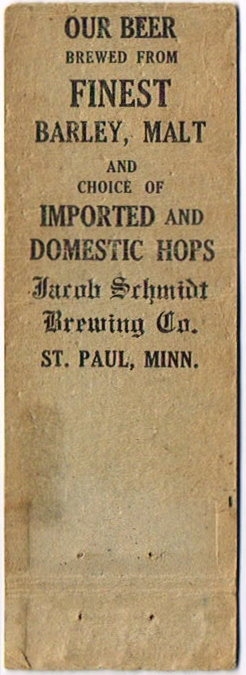 OUR BEER
BREWED FROM
FINEST
BARLEY, MALT
AND
CHOICE OF
IMPORTED AND
DOMESTIC HOPS
Jacob Schmidt
Brewing Co.
ST. PAUL, MINN.